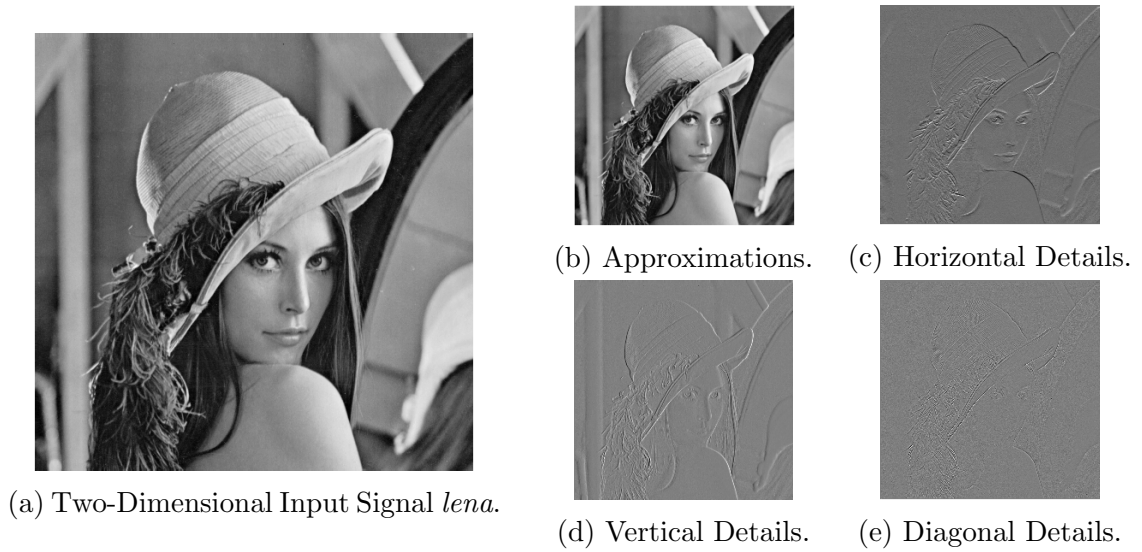 (a) Two-Dimensional Input Signal lena.
(b) Approximations.
(c) Horizontal Details.
(d) Vertical Details.
(e) Diagonal Details.